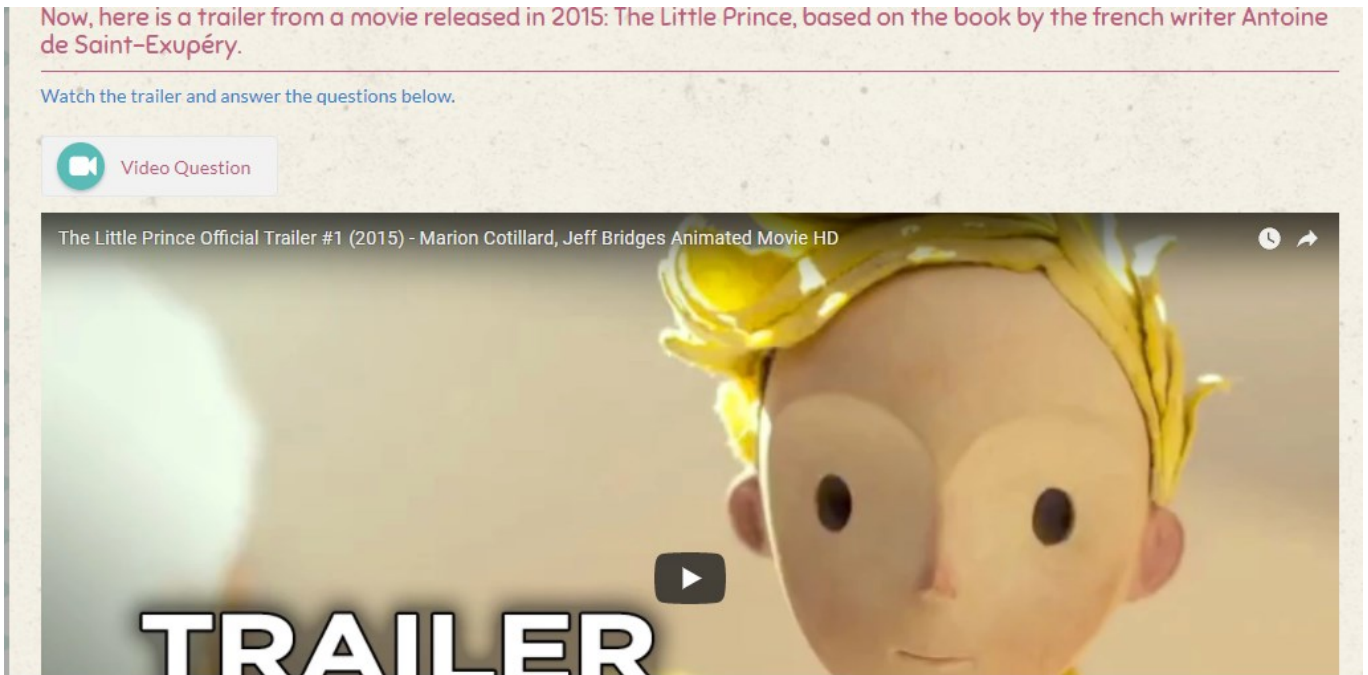 Now, here is a trailer from a movie released in 2015: The Little Prince, based on the book by the french writer Antoine
de Saint-Exupéry.
Watch the trailer and answer the questions below.
Video Question
The Little Prince Official Trailer #1 (2015) - Marion Cotillard, Jeff Bridges Animated Movie HD
TRAILER